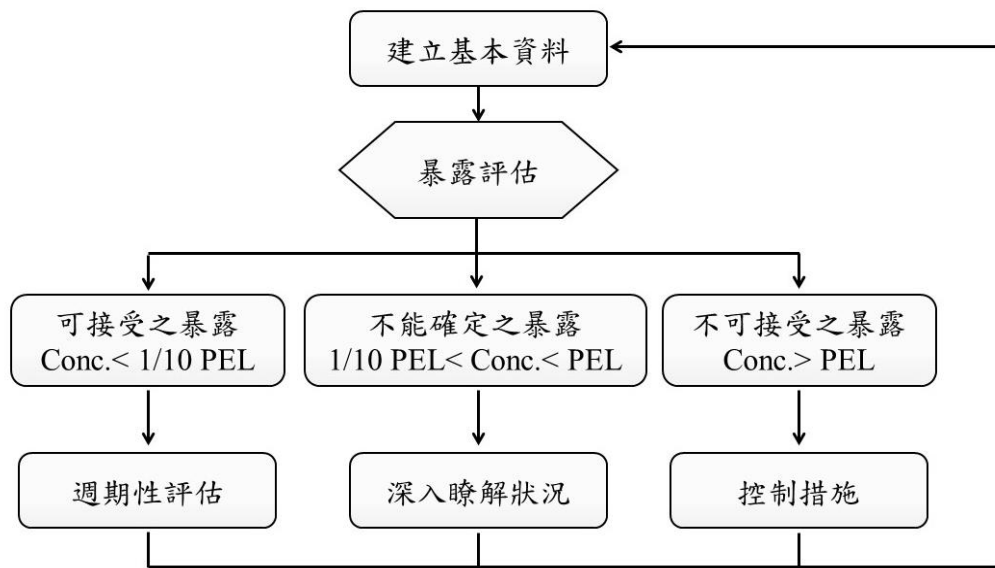 建立基本資料
暴露評估
可接受之暴露
Conc.< 1/10 PEL
不能確定之暴露
1/10 PEL< Conc.< PEL
不可接受之暴露
Conc.> PEL
週期性評估
深入瞭解狀況
控制措施